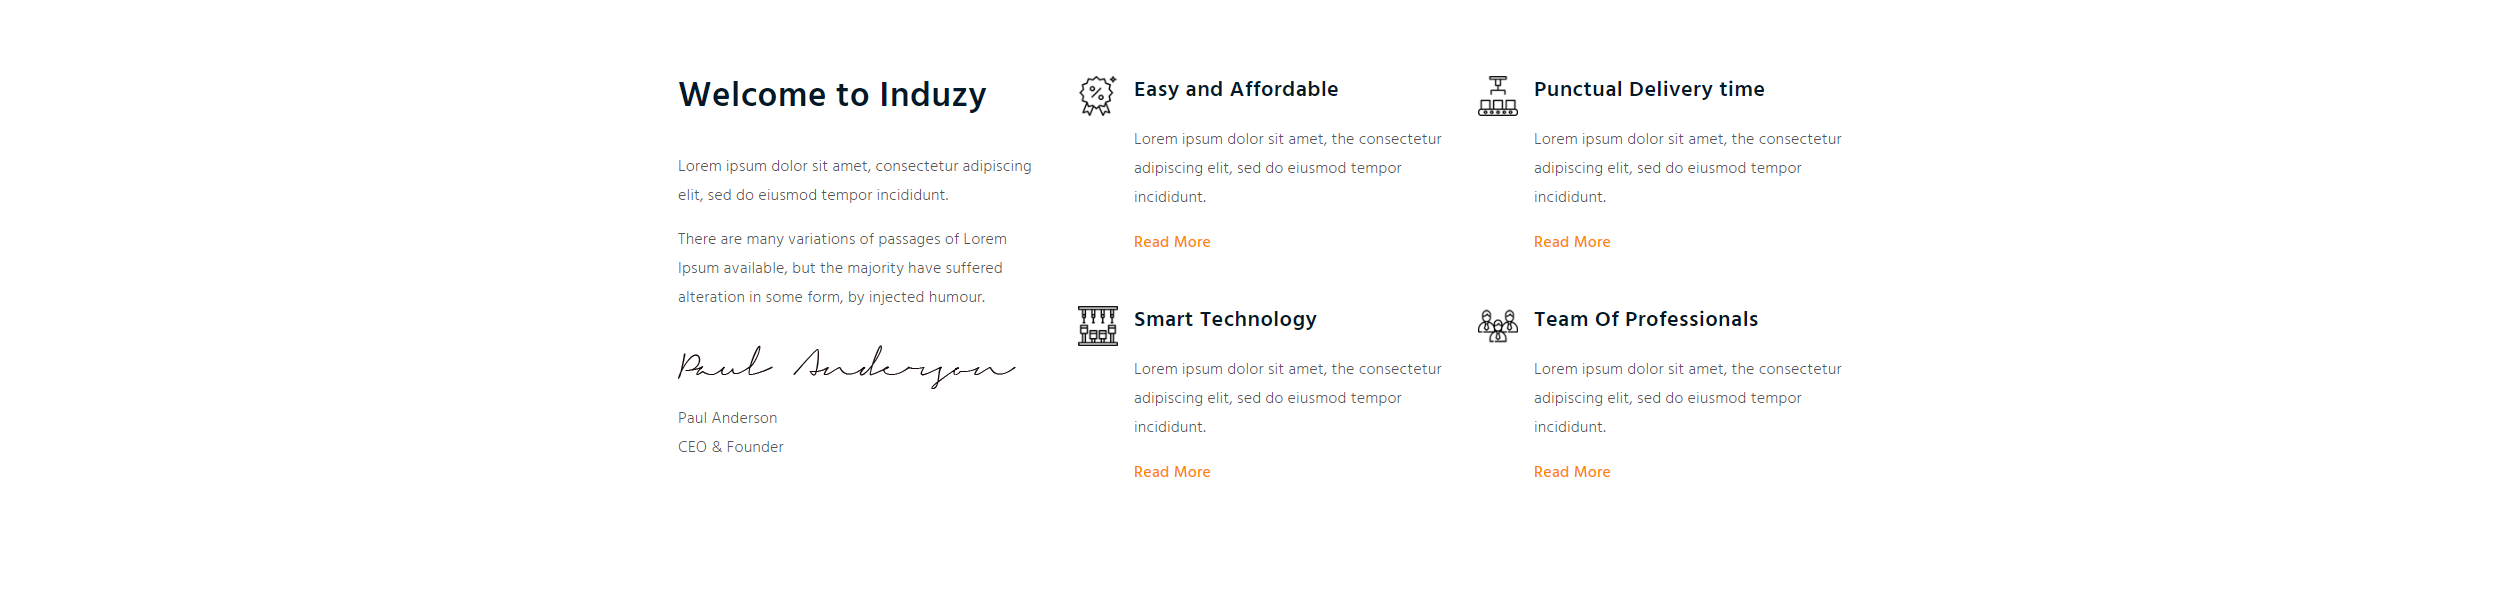 Welcome to Induzy
Lorem ipsum dolor sit amet, consectetur adipiscing
elit, sed do eiusmod tempor incididunt.
There are many variations of passages of Lorem
Ipsum available, but the majority have suffered
alteration in some form, by injected humour.
Paul Anderson
Paul Anderson
CEO & Founder
Easy and Affordable
Lorem ipsum dolor sit amet, the consectetur
adipiscing elit, sed do eiusmod tempor
incididunt.
Read More
Punctual Delivery time
Lorem ipsum dolor sit amet, the consectetur
adipiscing elit, sed do eiusmod tempor
incididunt.
Read More
Smart Technology
Lorem ipsum dolor sit amet, the consectetur
adipiscing elit, sed do eiusmod tempor
incididunt.
Read More
Team Of Professionals
Lorem ipsum dolor sit amet, the consectetur
adipiscing elit, sed do eiusmod tempor
incididunt.
Read More